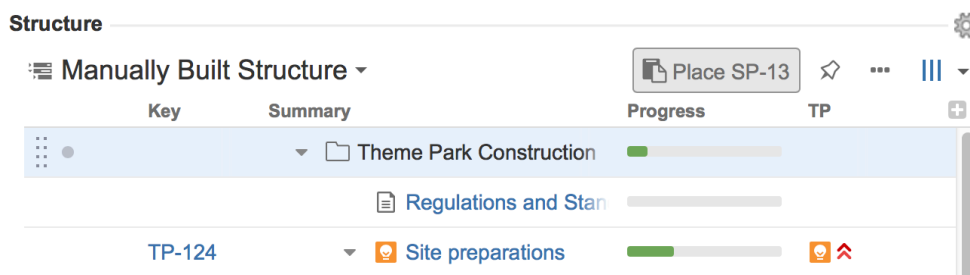 Structure
Manually Built Structure Place SP-13
Key Summary Progress TP
Theme Park Construction
Regulations and Stan
TP-124 Site preparations